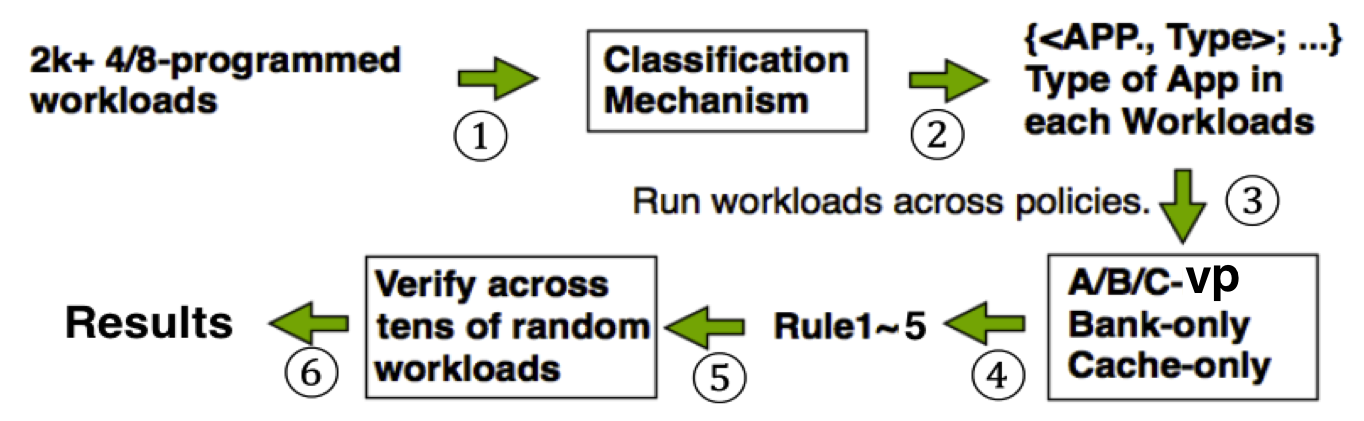 2k+ 4/8-programmed
workloads
①
Classification
Mechanism
②
{<APP., Type>; ...}
Type of App in
each Workloads
Run workloads across policies.
③
A/B/C-vp
Bank-only
Cache-only
④
Rule1~5
⑤
Verify across
tens of random
workloads
⑥
Results